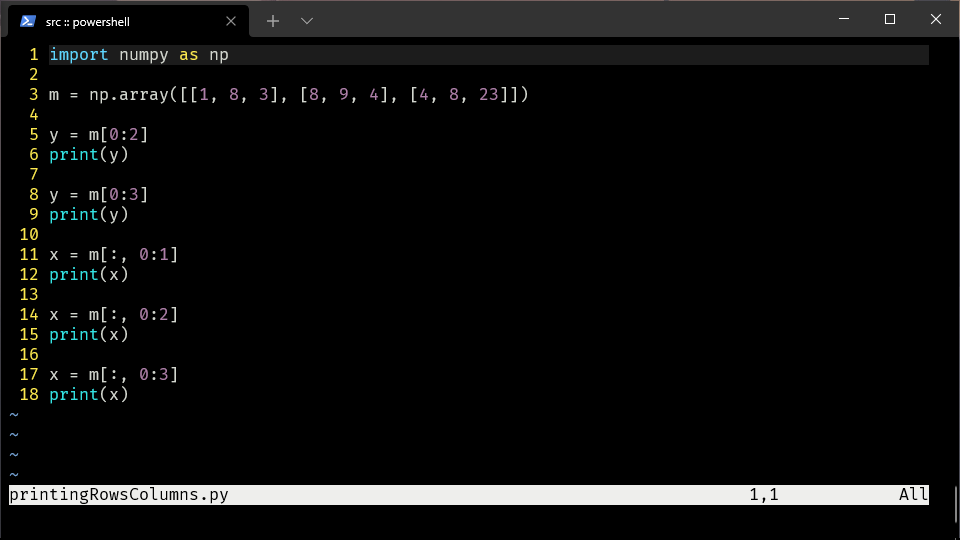 src :: powershell
1 import numpy as np
2
3 m = np.array([[1, 8, 3], [8, 9, 4], [4, 8, 23]])
4
5 y = m[0:2]
6 print(y)
7
8 y = m[0:3]
9 print(y)
10
11 x = m[:, 0:1]
12 print(x)
13
14 x = m[:, 0:2]
15 print(x)
16
17 x = m[:, 0:3]
18 print(x)
~
~
~
~
printingRowsColumns.py 1,1 All